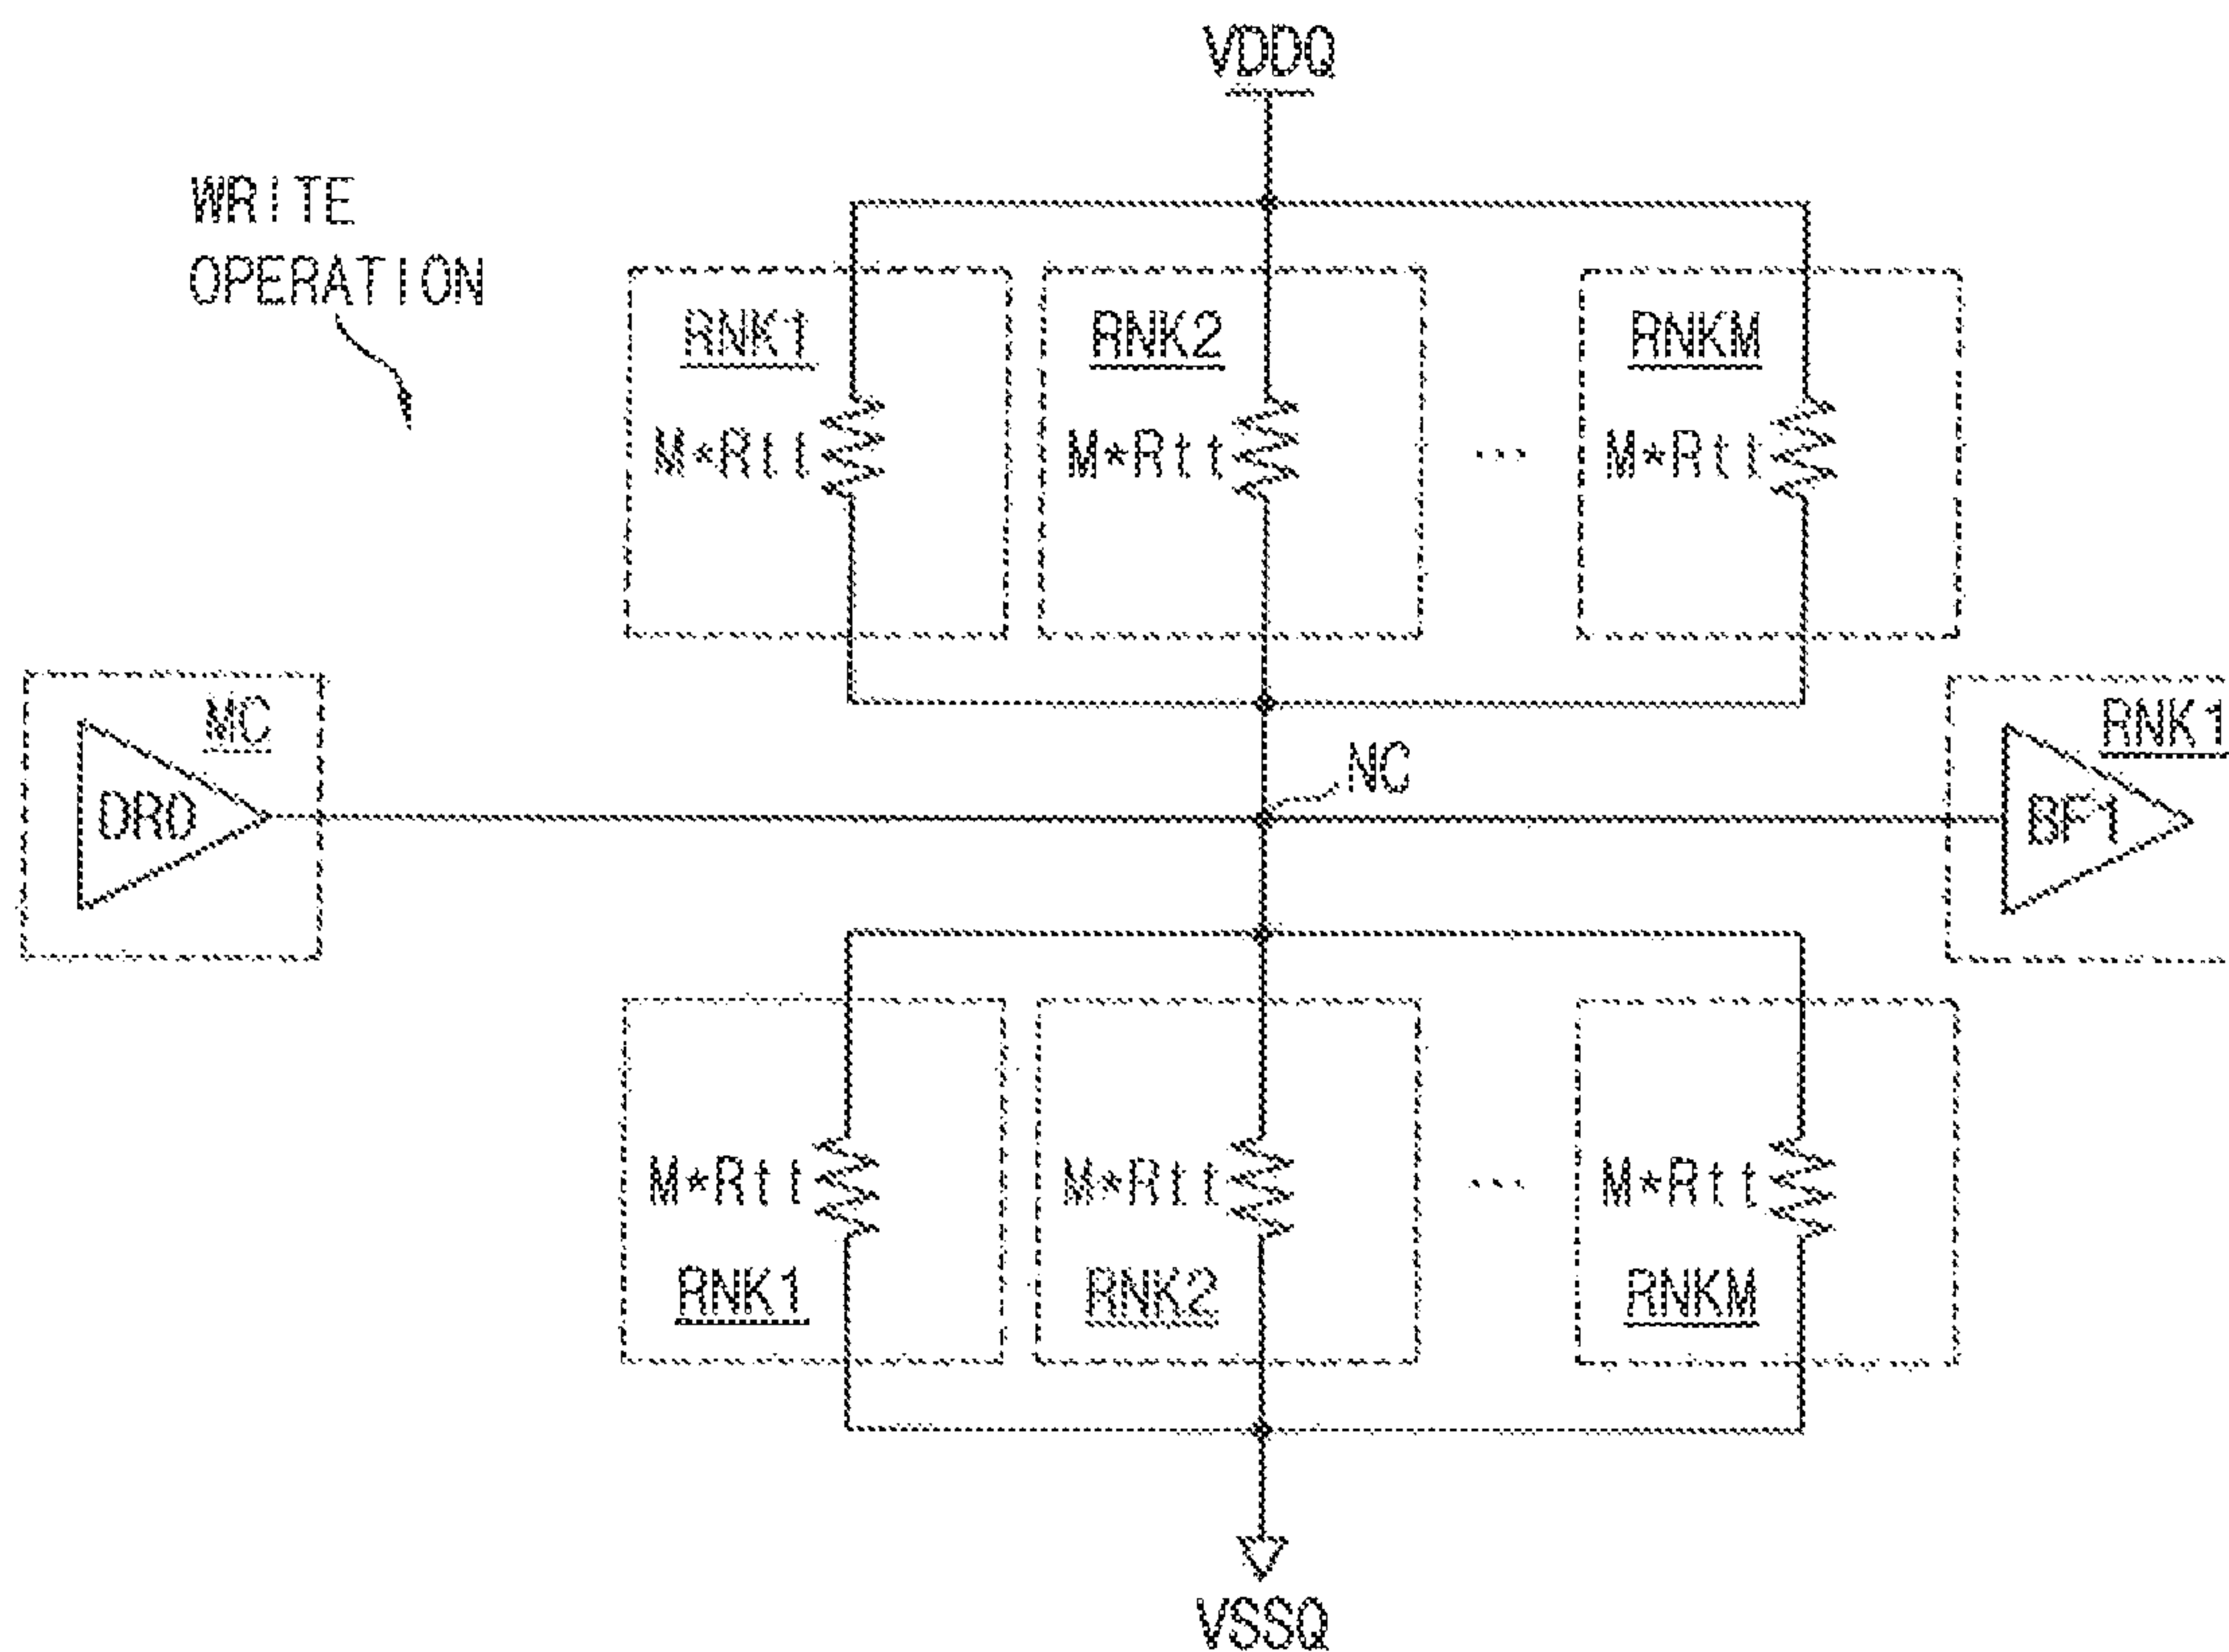 VDDQ
WRITE
OPERATION
RNK1
RNK2
RNKM
M*Rtt
M*Rtt
...
M*Rtt
MC
RNK1
NC
DR0
BF1
M*Rtt
M*Rtt
...
M*Rtt
RNK1
RNK2
RNKM
VSSQ